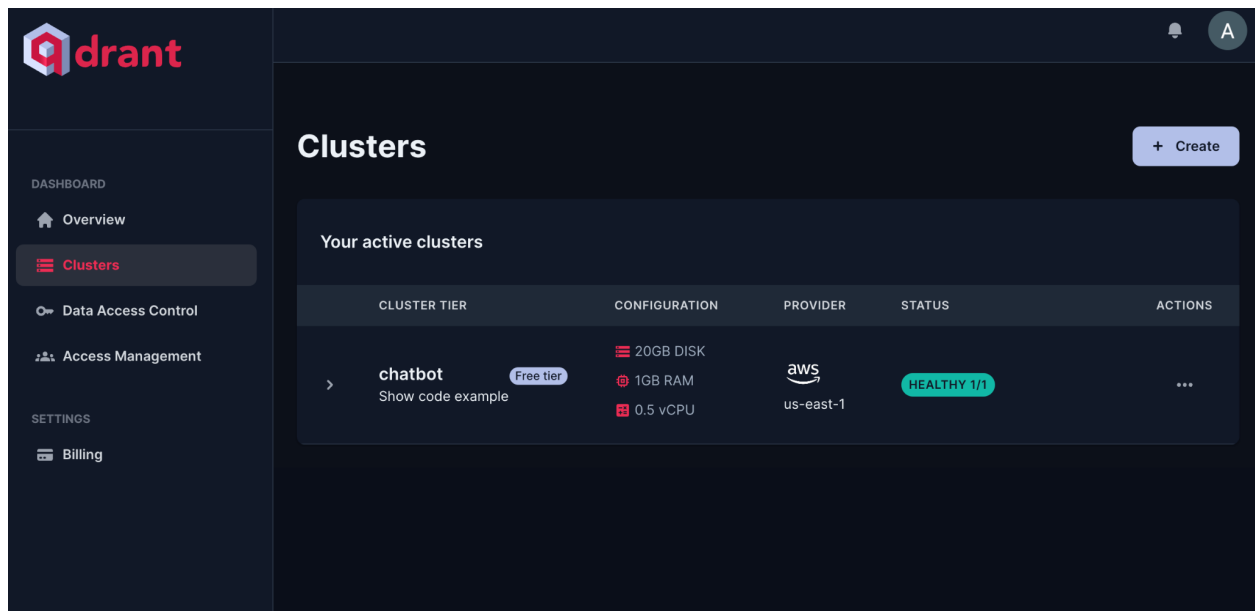 qdrant
A
Clusters
+ Create
DASHBOARD
Overview
Clusters
Data Access Control
Access Management
SETTINGS
Billing
Your active clusters
CLUSTER TIER CONFIGURATION PROVIDER STATUS ACTIONS
chatbot Free tier
Show code example
20GB DISK
1GB RAM
0.5 vCPU
aws
us-east-1
HEALTHY 1/1